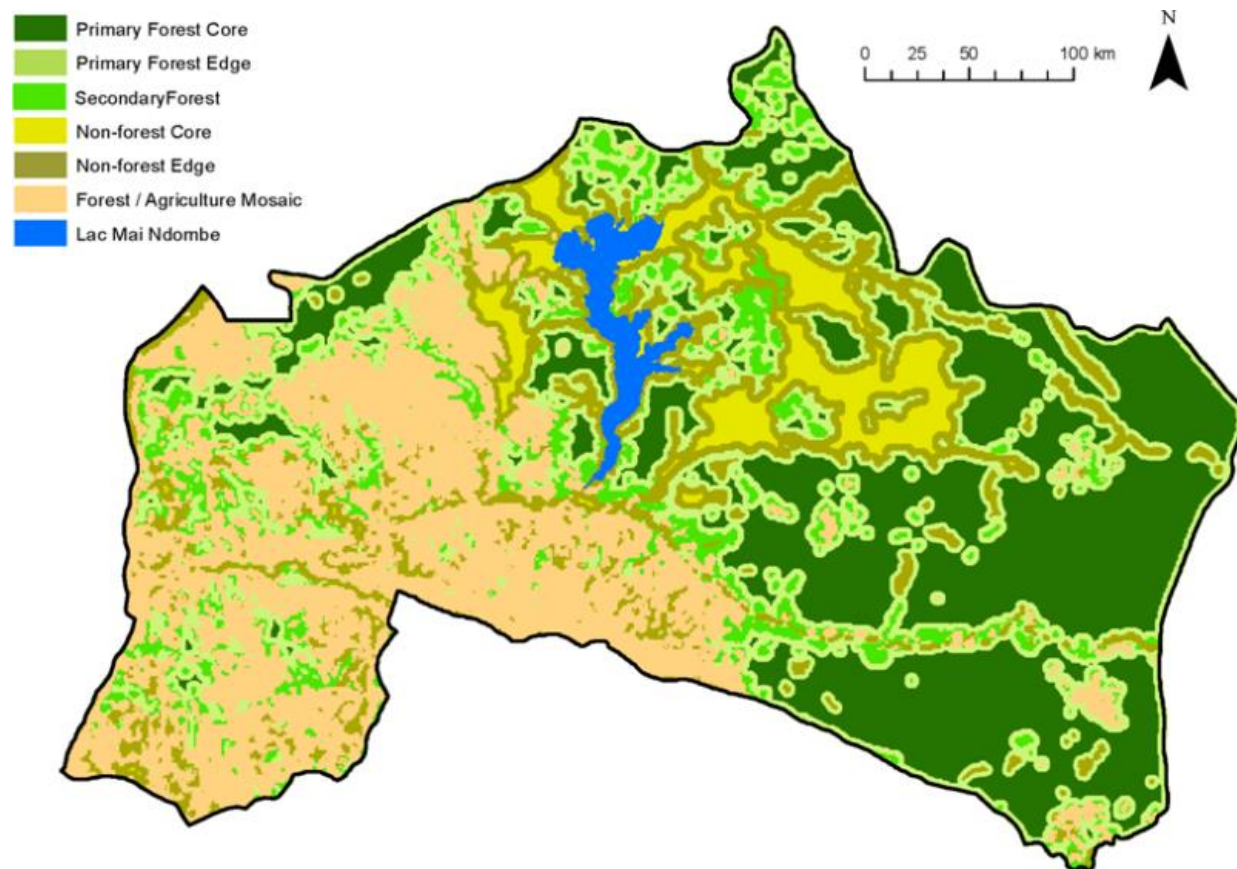 Primary Forest Core
Primary Forest Edge
SecondaryForest
Non-forest Core
Non-forest Edge
Forest / Agriculture Mosaic
Lac Mai Ndombe
0 25 50 100 km
N